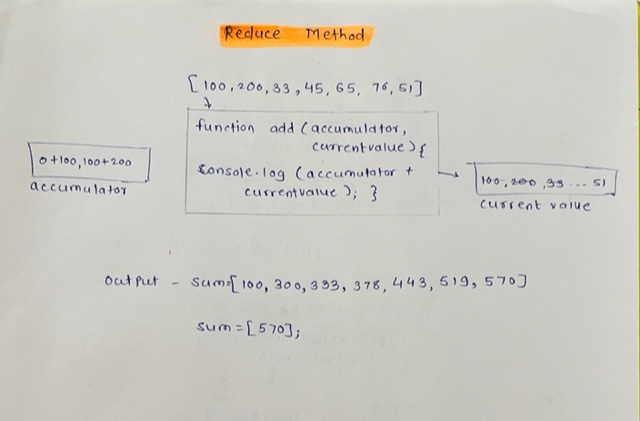 Reduce Method
[100, 200, 33, 45, 65, 76, 51]
function add (accumulator,
currentvalue) {
console.log (accumulator +
currentvalue); }
0+100, 100+200
accumulator
100, 200, 33 ... 51
current value
output - sum=[100, 300, 333, 378, 443, 519, 570]
sum = [570];